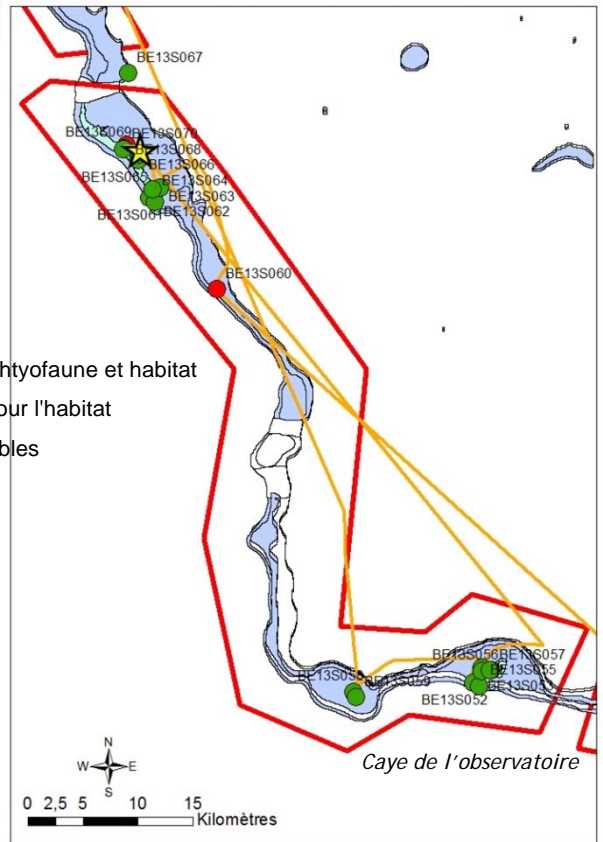 BE13S067
BE13S069
BE13S070
BE13S068
BE13S066
BE13S065
BE13S064
BE13S063
BE13S061
BE13S062
BE13S060
htyofaune et habitat
our l'habitat
bles
BE13S056
BE13S057
BE13S055
BE13S059
BE13S052
Caye de l'observatoire
N
W
E
S
0 2,5 5 10 15
Kilomètres